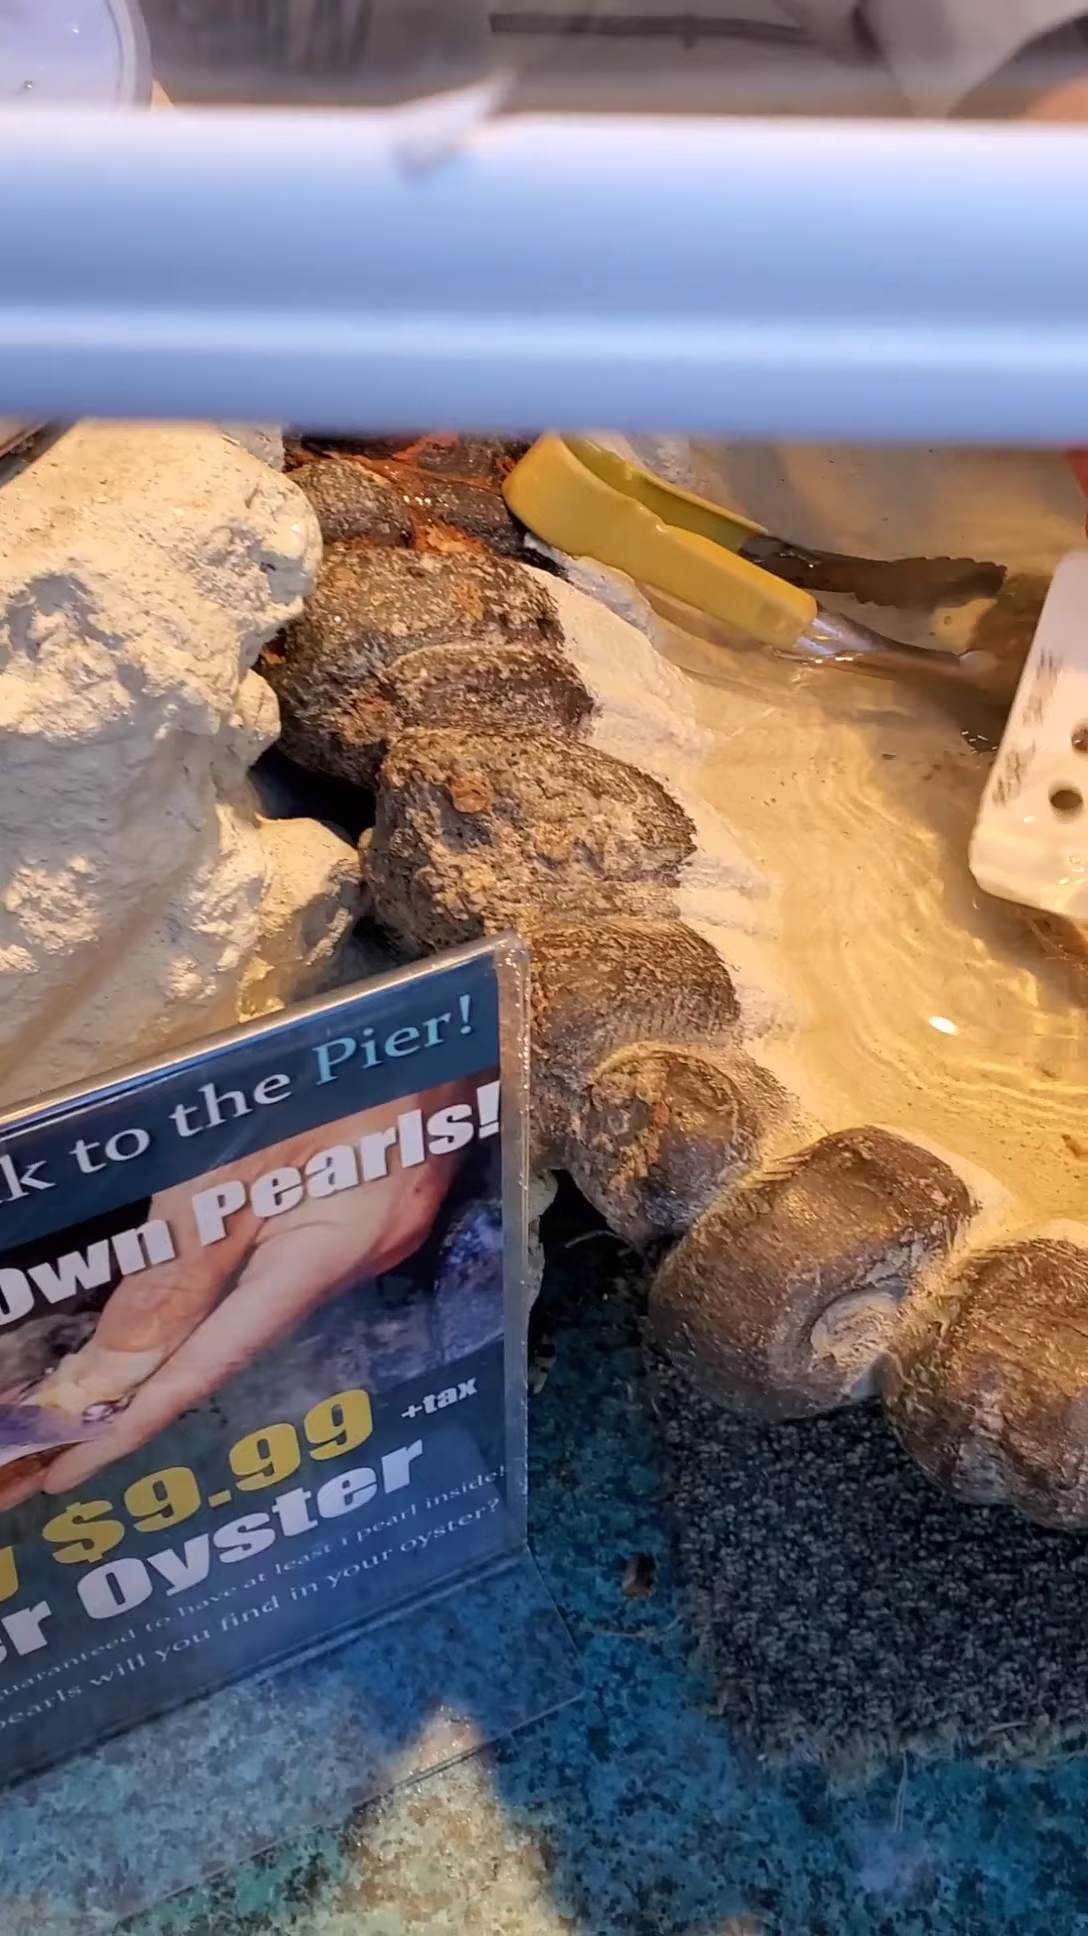 k to the Pier!
Own Pearls!
$9.99 +tax
r Oyster
uaranteed to have at least 1 pearl inside!
pearls will you find in your oyster?